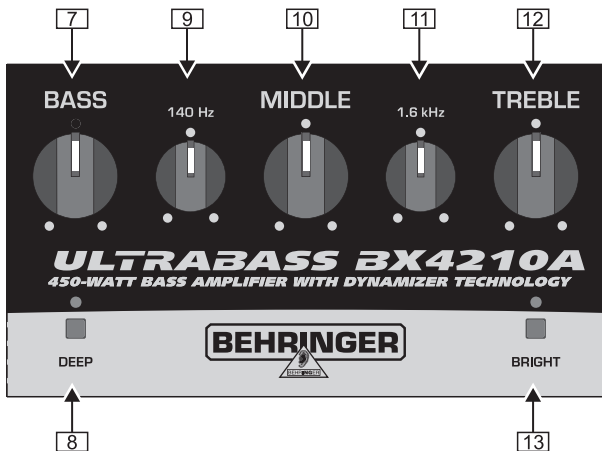 7 9 10 11 12
BASS 140 Hz MIDDLE 1.6 kHz TREBLE
ULTRABASS BX4210A
450-WATT BASS AMPLIFIER WITH DYNAMIZER TECHNOLOGY
BEHRINGER
BEHRINGER
DEEP BRIGHT
8 13